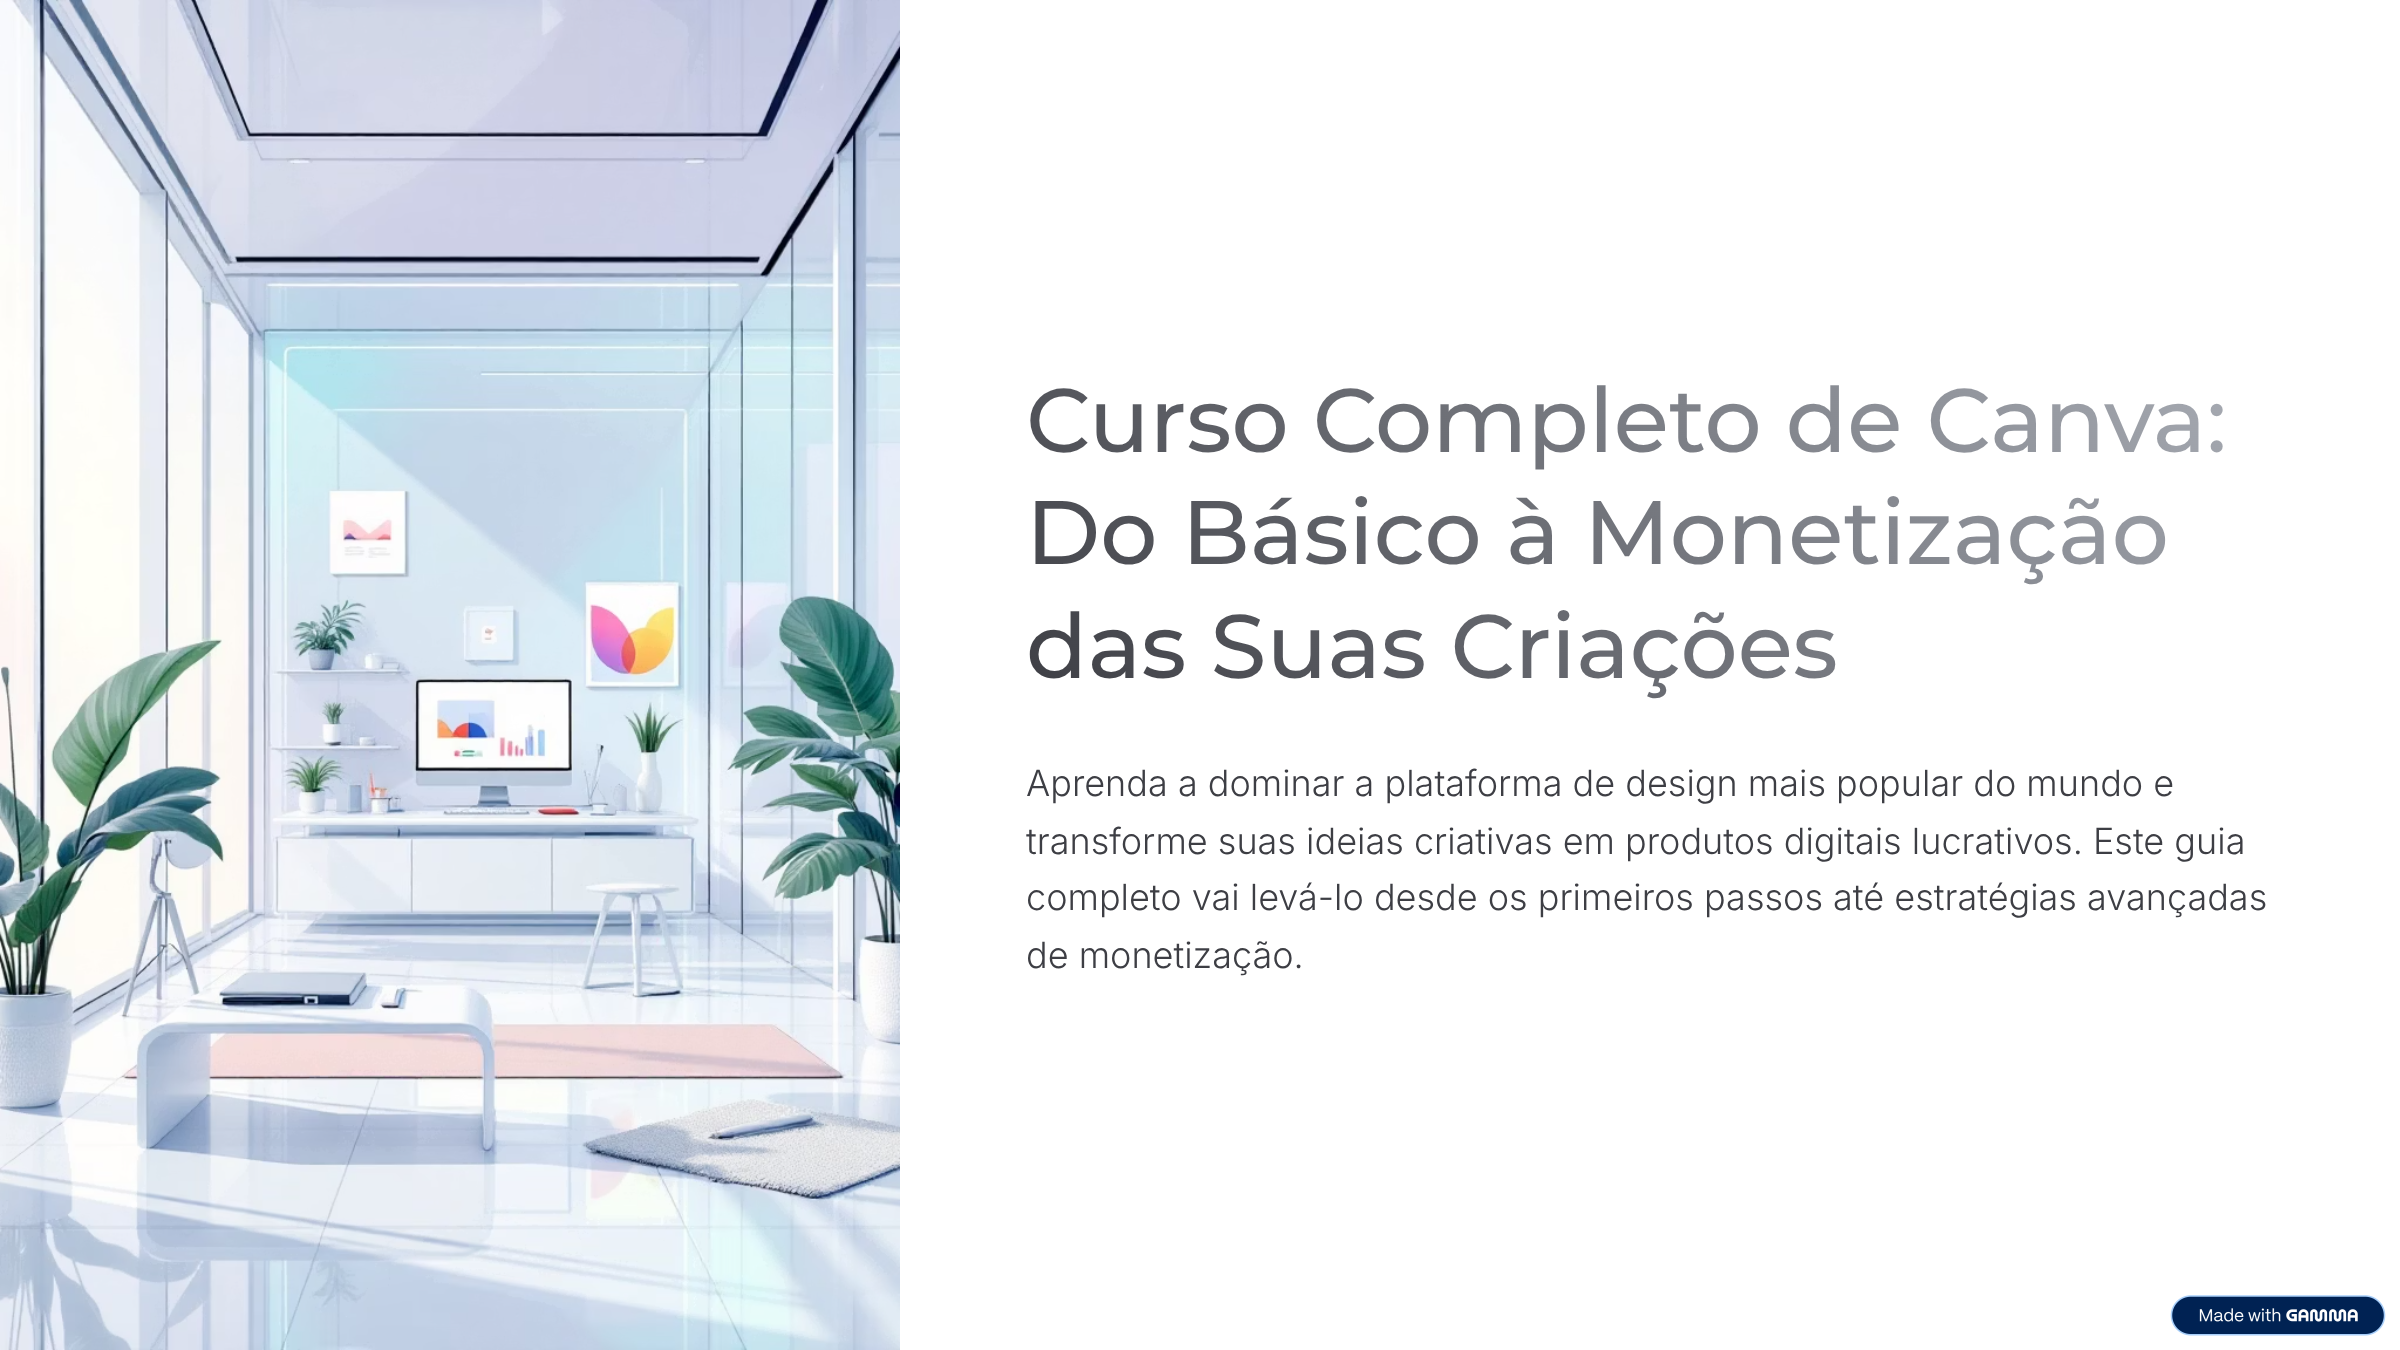 Curso Completo de Canva:
Do Básico à Monetização
das Suas Criações
Aprenda a dominar a plataforma de design mais popular do mundo e
transforme suas ideias criativas em produtos digitais lucrativos. Este guia
completo vai levá-lo desde os primeiros passos até estratégias avançadas
de monetização.
Made with GAMMA